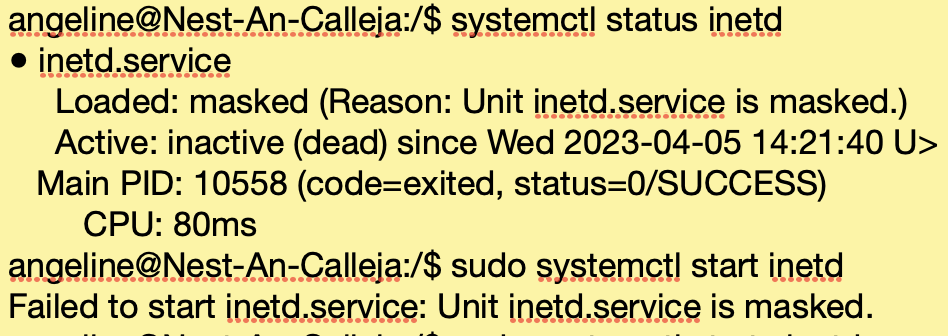 angeline@Nest-An-Calleja:/$ systemctl status inetd
● inetd.service
Loaded: masked (Reason: Unit inetd.service is masked.)
Active: inactive (dead) since Wed 2023-04-05 14:21:40 U>
Main PID: 10558 (code=exited, status=0/SUCCESS)
CPU: 80ms
angeline@Nest-An-Calleja:/$ sudo systemctl start inetd
Failed to start inetd.service: Unit inetd.service is masked.